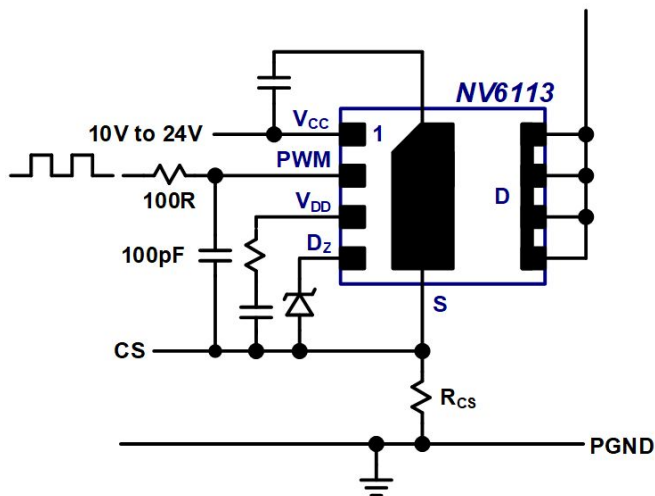 NV6113
VCC
10V to 24V
1
PWM
100R
VDD
D
100pF
DZ
S
CS
RCS
PGND